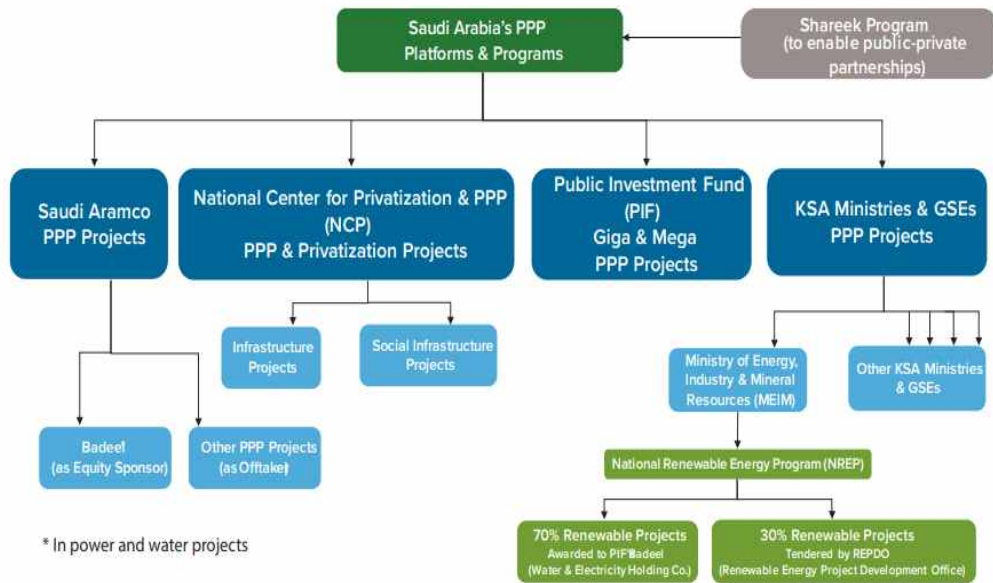 Saudi Arabia's PPP
Platforms & Programs
Shareek Program
(to enable public-private
partnerships)
Saudi Aramco
PPP Projects
National Center for Privatization & PPP
(NCP)
PPP & Privatization Projects
Public Investment Fund
(PIF)
Giga & Mega
PPP Projects
KSA Ministries & GSEs
PPP Projects
Infrastructure
Projects
Social Infrastructure
Projects
Ministry of Energy,
Industry & Mineral
Resources (MEIM)
Other KSA Ministries
& GSEs
Badeel
(as Equity Sponsor)
Other PPP Projects
(as Offtake)
National Renewable Energy Program (NREP)
70% Renewable Projects
Awarded to PIF'Badeel
(Water & Electricity Holding Co.)
30% Renewable Projects
Tendered by REPDO
(Renewable Energy Project Development Office)
* In power and water projects